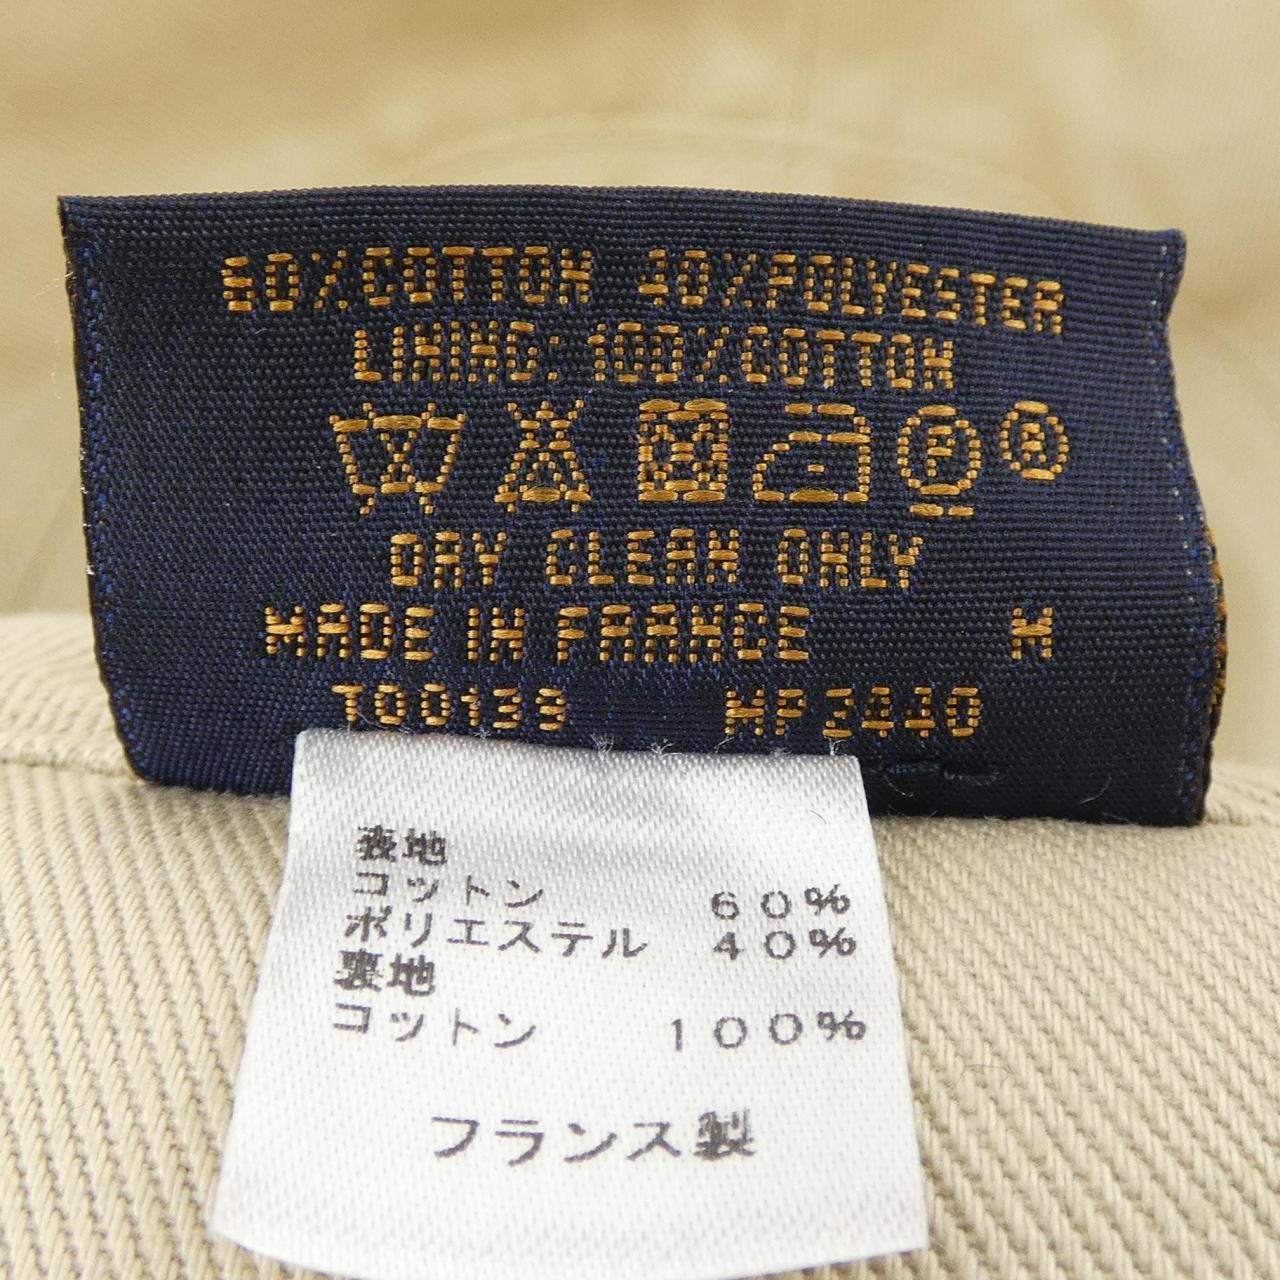 60%COTTON 40%POLYESTER
LINING: 100%COTTON
P A
DRY CLEAN ONLY
MADE IN FRANCE M
T00139 MP2440
表地
コットン 60%
ポリエステル 40%
裏地
コットン 100%
フランス製